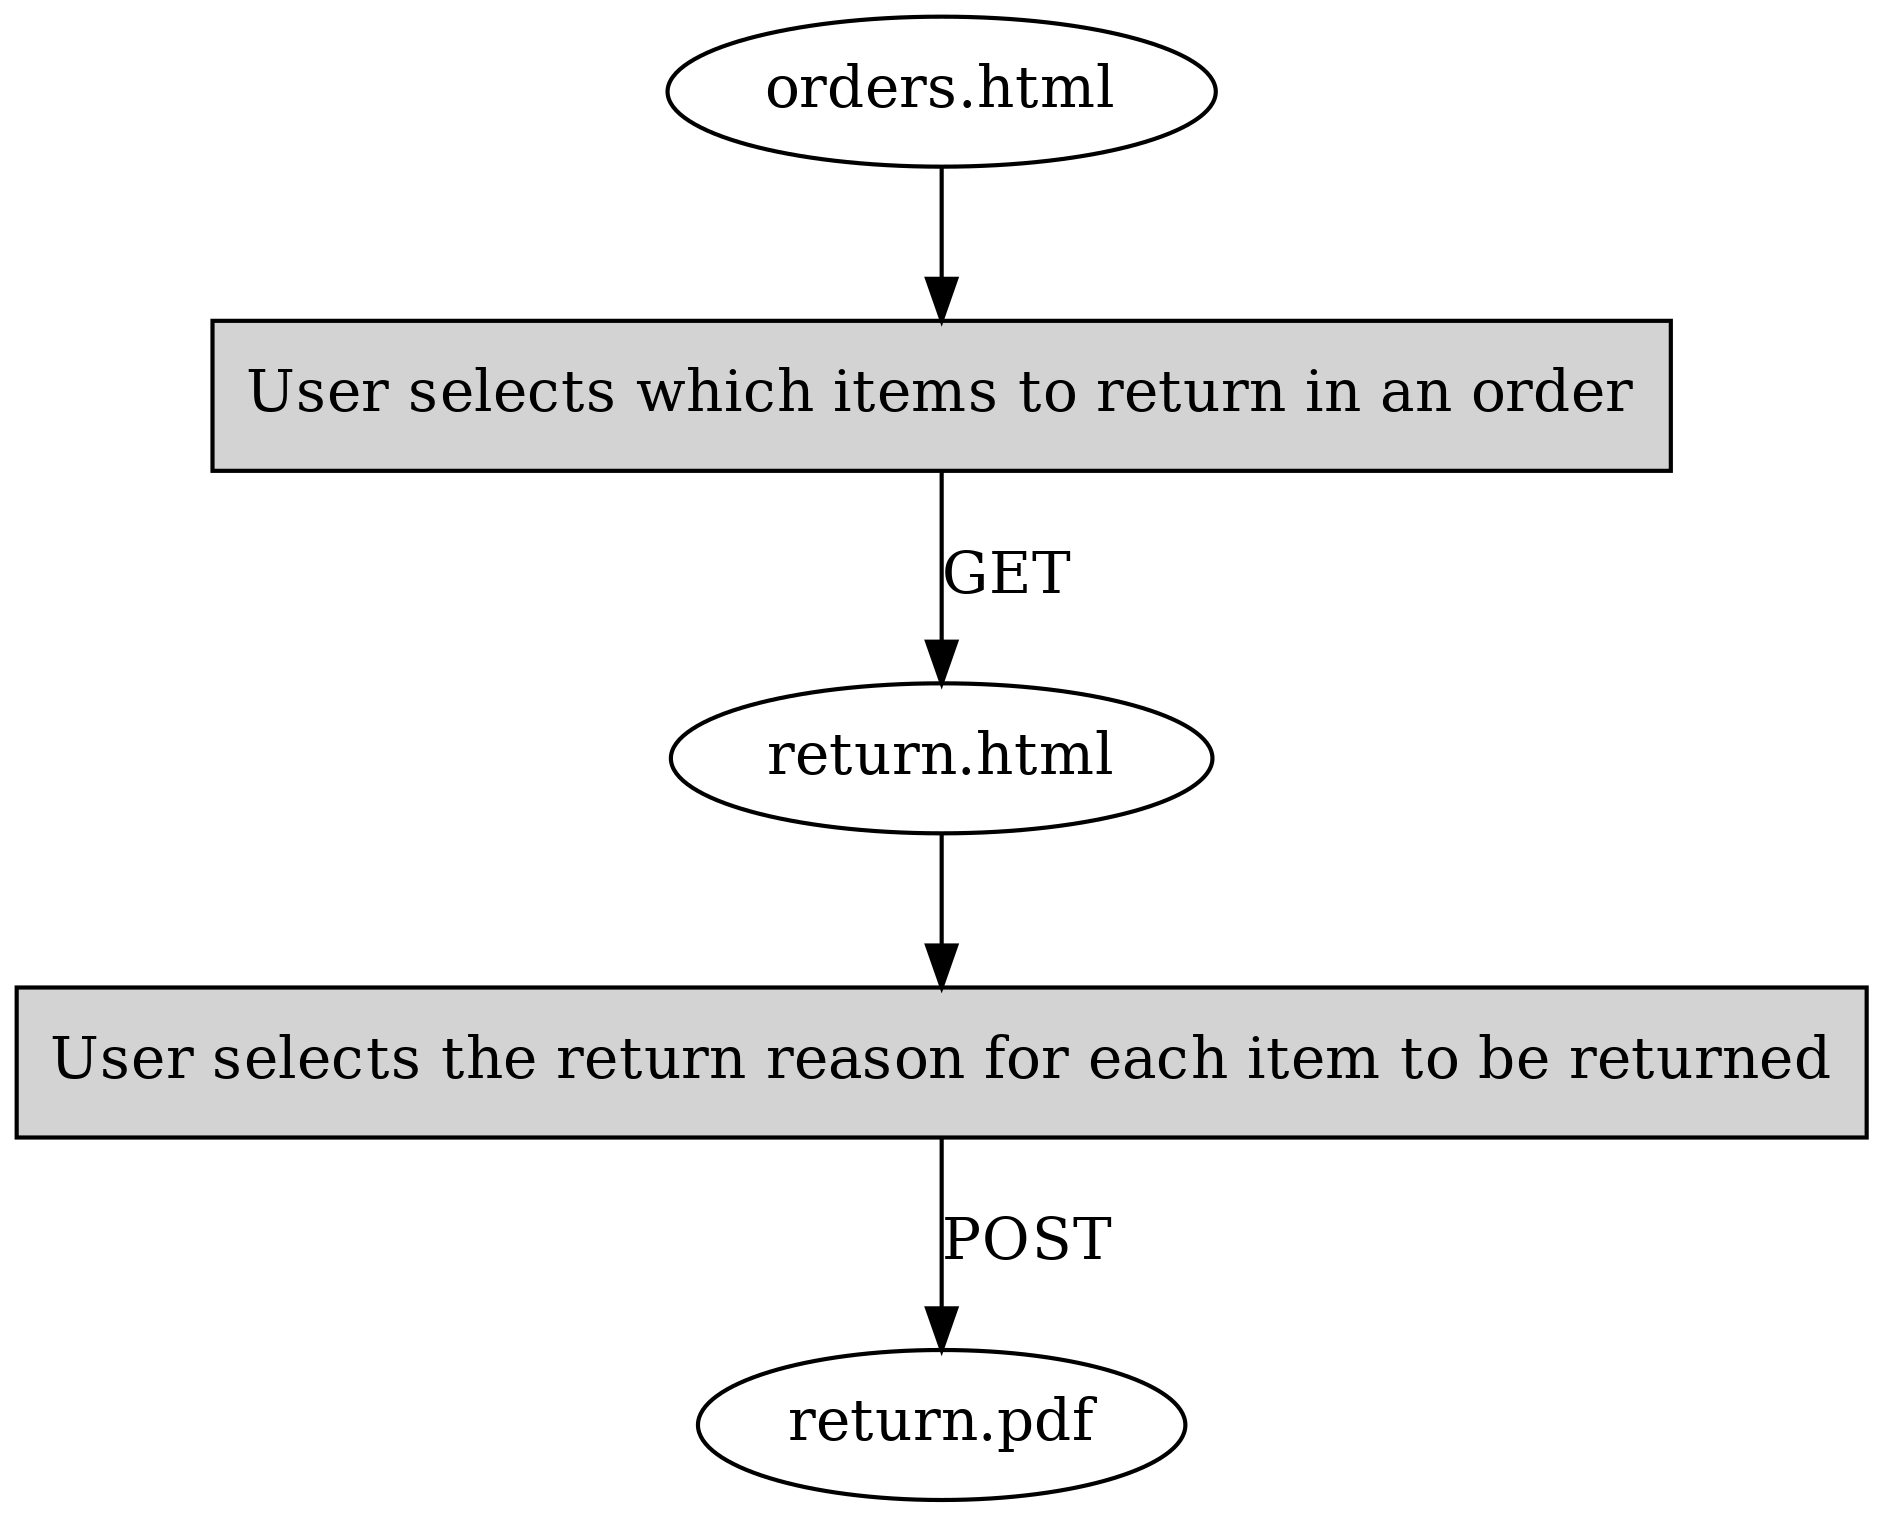 orders.html
User selects which items to return in an order
GET
return.html
User selects the return reason for each item to be returned
POST
return.pdf